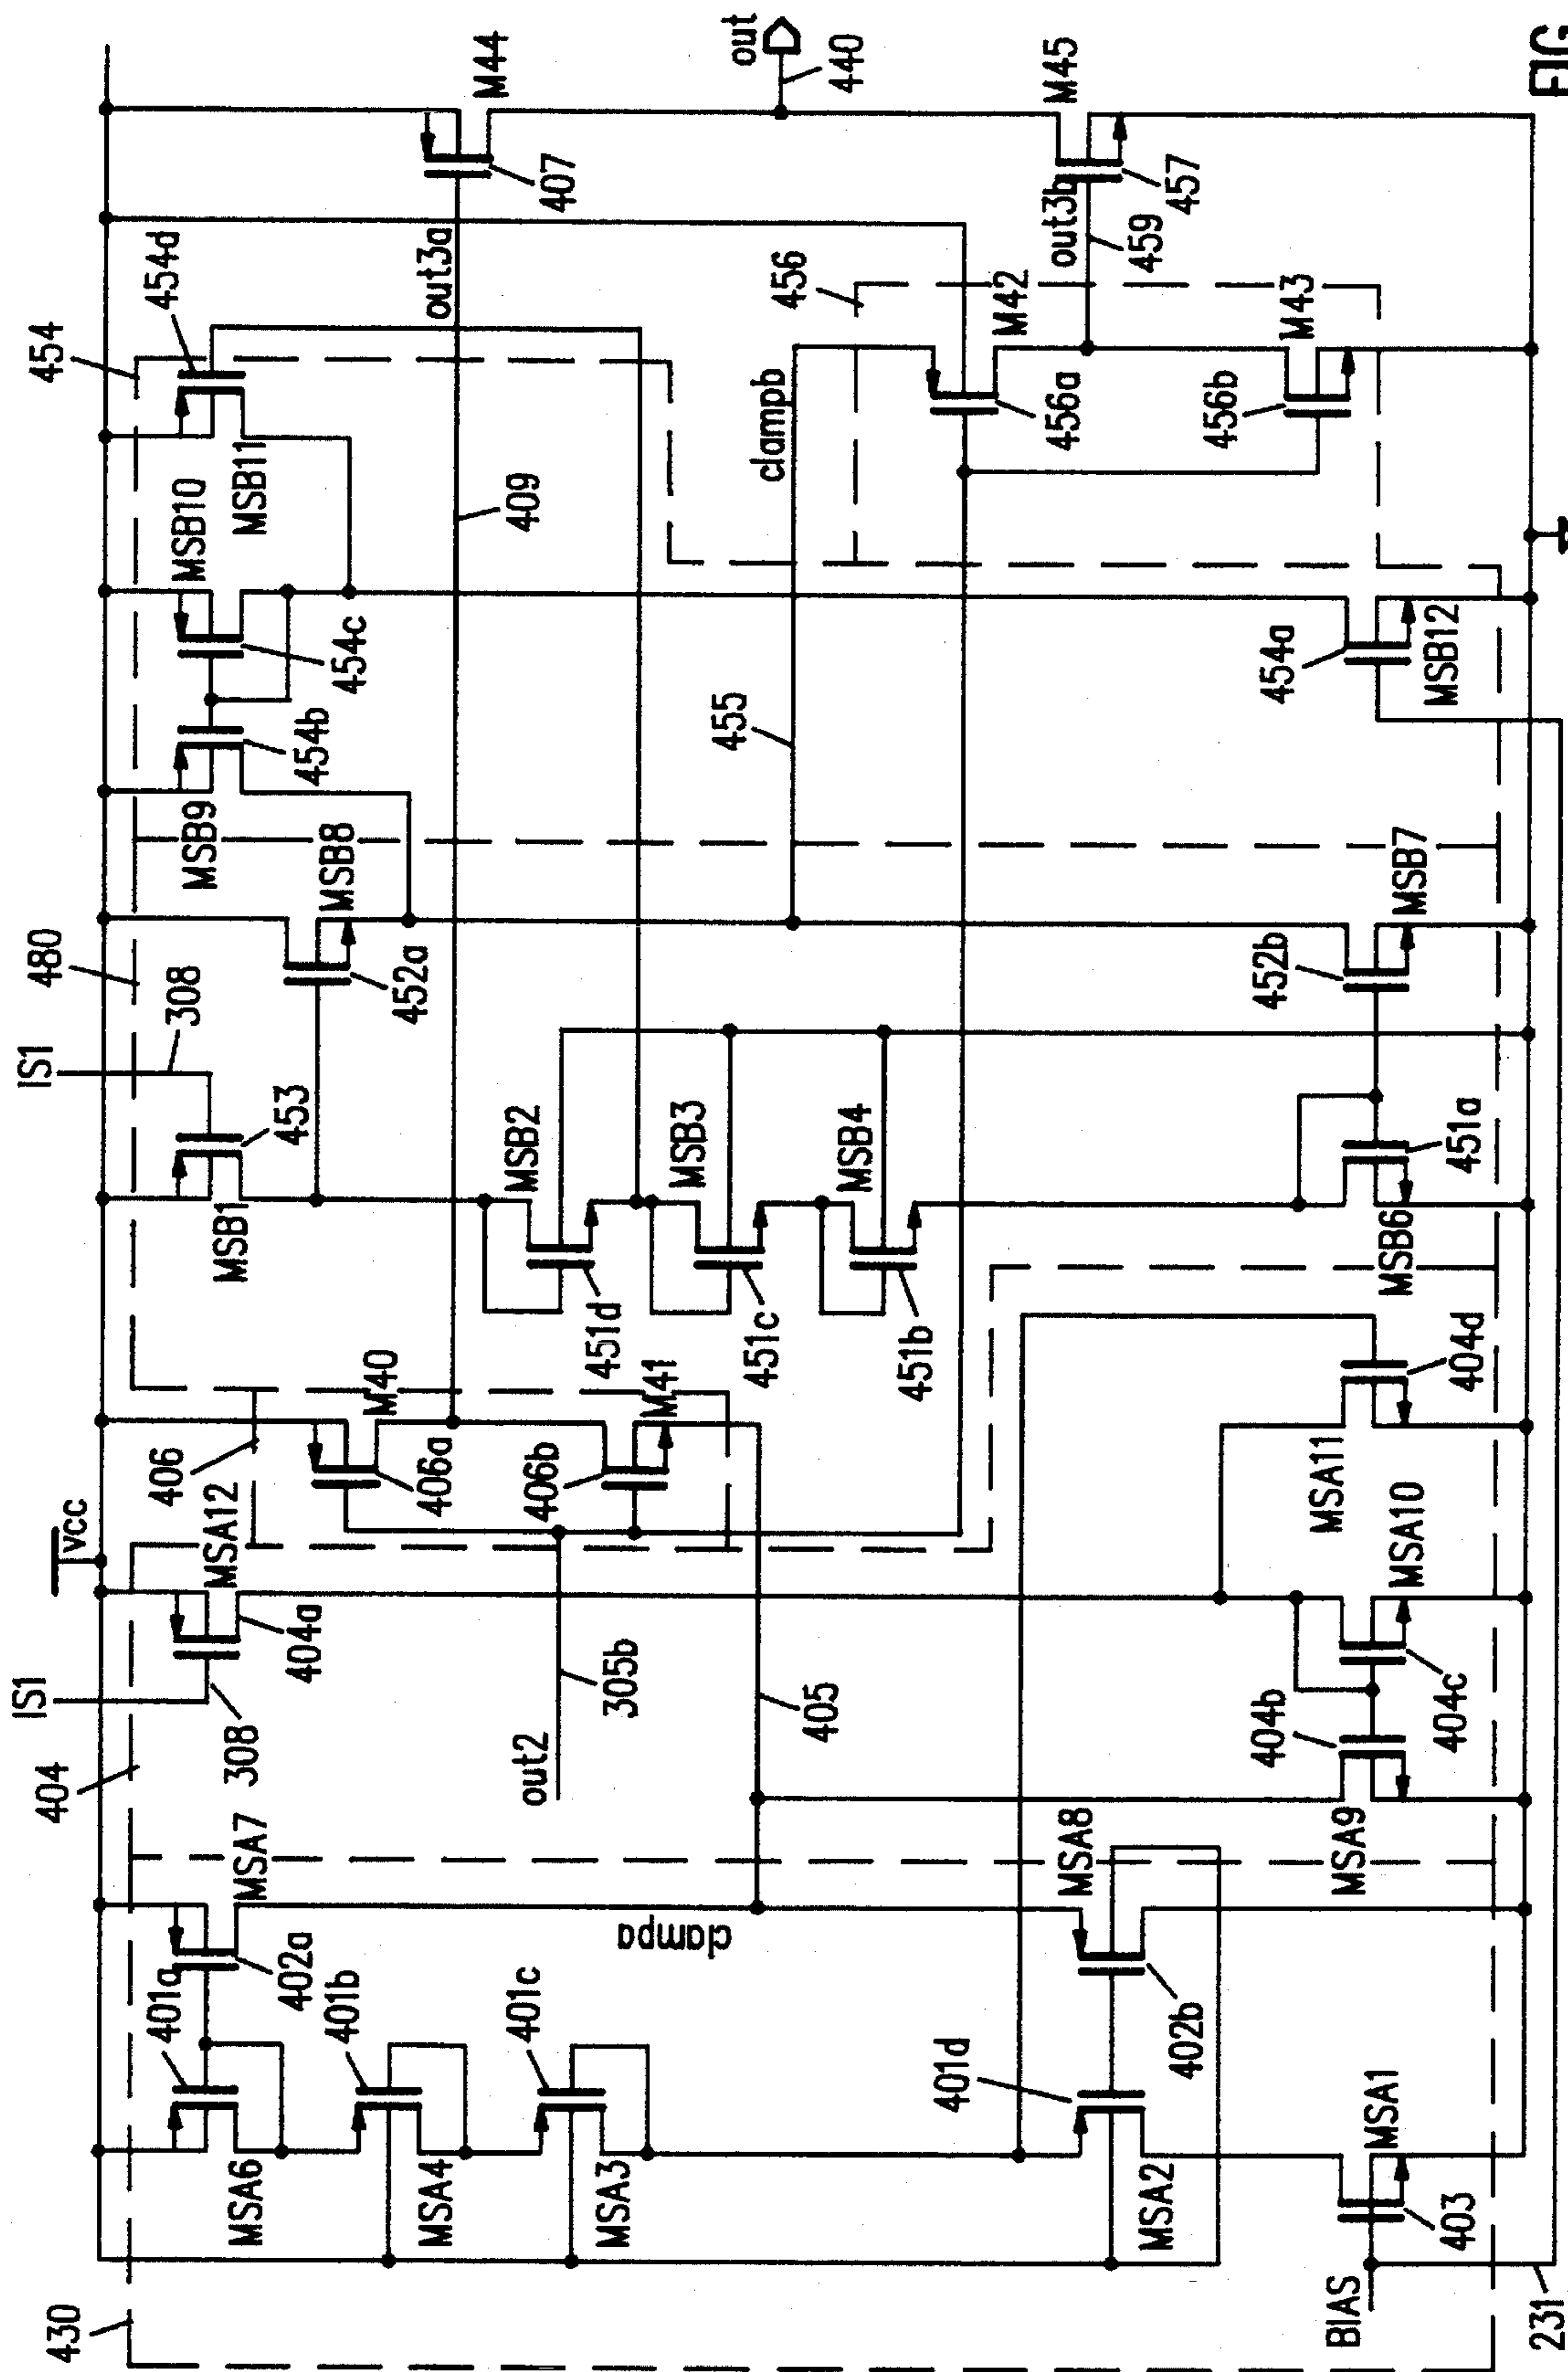 430
404
406
IS1
308
vcc
IS1
308
480
454
454d
MSA12
404a
MSA7
401a
402a
MSA6
401b
MSA4
401c
MSA3
clampa
out2
305b
405
406a
M40
406b
M41
MSB1
453
452a
MSB8
MSB9
454b
454c
MSB10
MSB11
409
out3a
407
M44
out
440
451d
MSB2
451c
MSB3
451b
MSB4
455
clampb
456
456a
M42
out3b
459
M45
457
456b
M43
401d
MSA2
402b
MSA8
MSA9
404b
404c
MSA10
MSA11
404d
MSB6
451a
452b
MSB7
454a
MSB12
BIAS
403
MSA1
231
FIG